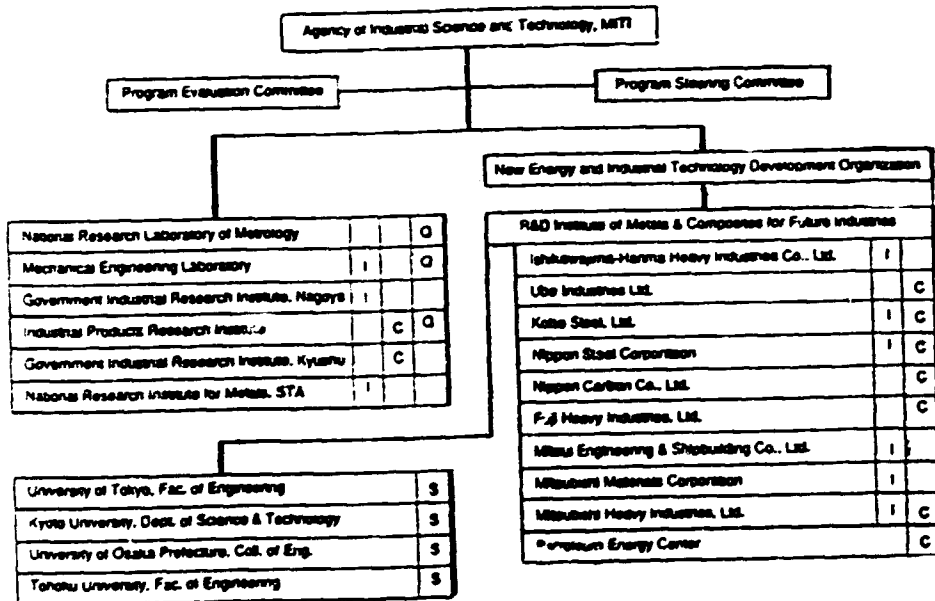 Agency of Industrial Science and Technology, MITI
Program Evaluation Committee
Program Steering Committee
New Energy and Industrial Technology Development Organization
National Research Laboratory of Metrology Q
Mechanical Engineering Laboratory I Q
Government Industrial Research Institute, Nagoya I
Industrial Products Research Institute C Q
Government Industrial Research Institute, Kyushu C
National Research Institute for Metals, STA I
R&D Institute of Metals & Composites for Future Industries
Ishikawajima-Harima Heavy Industries Co., Ltd. I
Ube Industries Ltd. C
Kobe Steel, Ltd. I C
Nippon Steel Corporation I C
Nippon Carbon Co., Ltd. C
Fuji Heavy Industries, Ltd. C
Mitsui Engineering & Shipbuilding Co., Ltd. I
Mitsubishi Materials Corporation I
Mitsubishi Heavy Industries, Ltd. I C
Petroleum Energy Center C
University of Tokyo, Fac. of Engineering S
Kyoto University, Dept. of Science & Technology S
University of Osaka Prefecture, Coll. of Eng. S
Tohoku University, Fac. of Engineering S